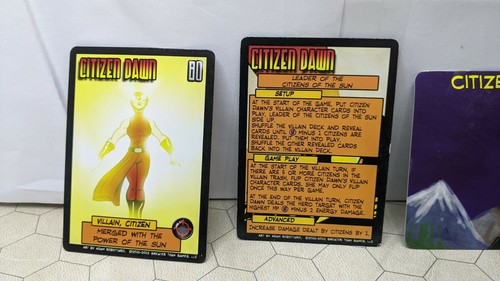 CITIZEN DAWN
80
VILLAIN, CITIZEN
MERGED WITH THE
POWER OF THE SUN
CITIZEN DAWN
LEADER OF THE
CITIZENS OF THE SUN
SETUP
AT THE START OF THE GAME, PUT CITIZEN
DAWN'S VILLAIN CHARACTER CARDS INTO
PLAY, LEADER OF THE CITIZENS OF THE SUN
SIDE UP.
SHUFFLE THE VILLAIN DECK AND REVEAL
CARDS UNTIL MINUS 1 CITIZENS ARE
REVEALED. PUT THEM INTO PLAY.
SHUFFLE THE OTHER REVEALED CARDS
BACK INTO THE VILLAIN DECK.
GAME PLAY
AT THE START OF THE VILLAIN TURN, IF
THERE ARE OR MORE CITIZENS IN THE
VILLAIN TRASH, FLIP CITIZEN DAWN'S VILLAIN
CHARACTER CARDS. SHE MAY ONLY FLIP
ONCE THIS WAY PER GAME.
AT THE END OF THE VILLAIN TURN, CITIZEN
DAWN DEALS THE HERO TARGET WITH THE
HIGHEST HP MINUS 2 ENERGY DAMAGE.
ADVANCED
INCREASE DAMAGE DEALT BY CITIZENS BY 1.
CITIZE